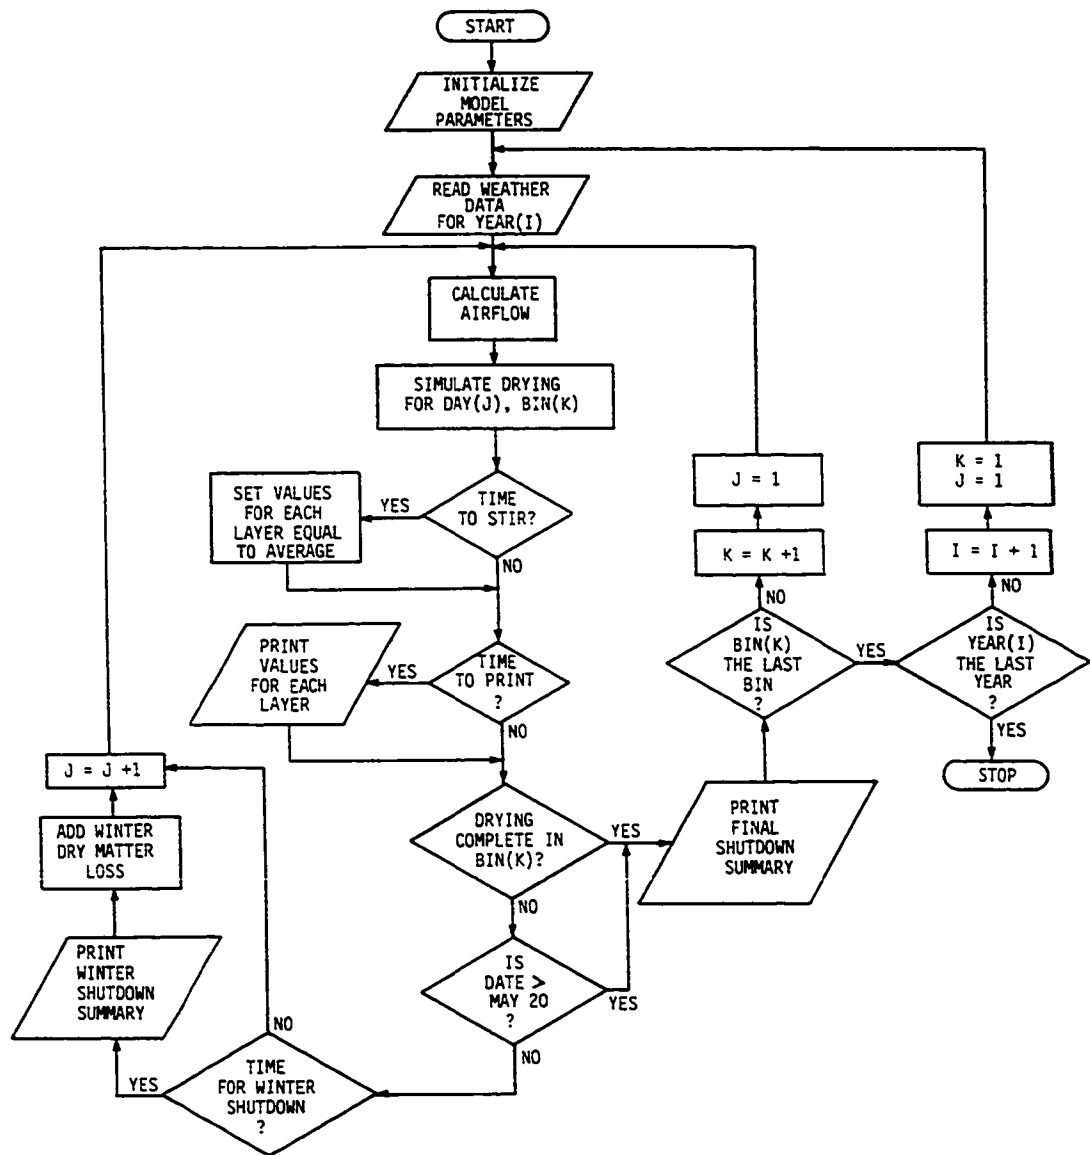 START
INITIALIZE
MODEL
PARAMETERS
READ WEATHER
DATA
FOR YEAR(I)
CALCULATE
AIRFLOW
SIMULATE DRYING
FOR DAY(J), BIN(K)
TIME
TO STIR?
YES
NO
SET VALUES
FOR EACH
LAYER EQUAL
TO AVERAGE
TIME
TO PRINT
?
YES
NO
PRINT
VALUES
FOR EACH
LAYER
DRYING
COMPLETE IN
BIN(K)?
YES
NO
IS
DATE >
MAY 20
?
YES
NO
TIME
FOR WINTER
SHUTDOWN
?
YES
NO
PRINT
WINTER
SHUTDOWN
SUMMARY
ADD WINTER
DRY MATTER
LOSS
J = J +1
PRINT
FINAL
SHUTDOWN
SUMMARY
IS
BIN(K)
THE LAST
BIN
?
NO
YES
K = K +1
J = 1
IS
YEAR(I)
THE LAST
YEAR
?
NO
YES
I = I + 1
K = 1
J = 1
STOP